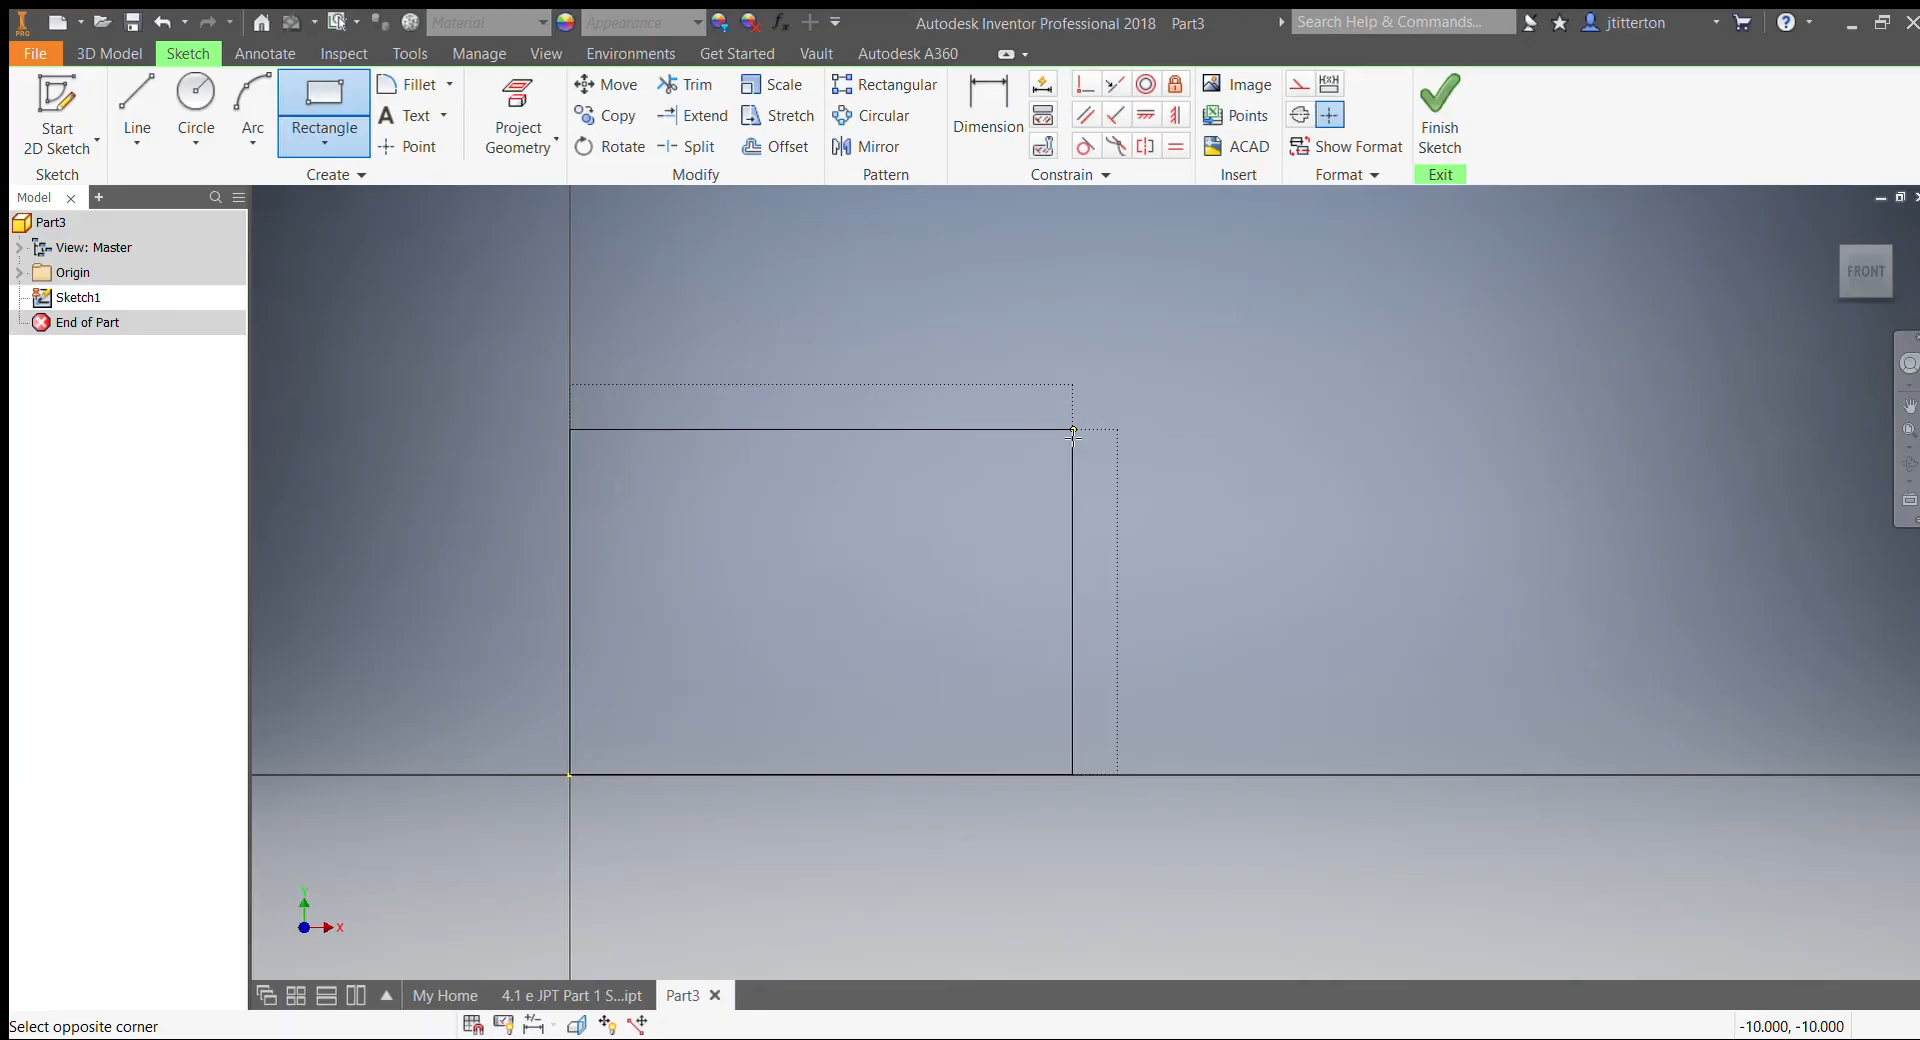 PRO
Material
Appearance
fx
Autodesk Inventor Professional 2018 Part3
Search Help & Commands...
jtitterton
File
3D Model
Sketch
Annotate
Inspect
Tools
Manage
View
Environments
Get Started
Vault
Autodesk A360
Start
2D Sketch
Line
Circle
Arc
Rectangle
Fillet
Text
Point
Project
Geometry
Move
Copy
Rotate
Trim
Extend
Split
Scale
Stretch
Offset
Rectangular
Circular
Mirror
Dimension
Image
Points
ACAD
Show Format
Finish
Sketch
Sketch
Create
Modify
Pattern
Constrain
Insert
Format
Exit
Model
Part3
View: Master
Origin
Sketch1
End of Part
FRONT
Y
X
My Home
4.1 e JPT Part 1 S...ipt
Part3
Select opposite corner
-10.000, -10.000